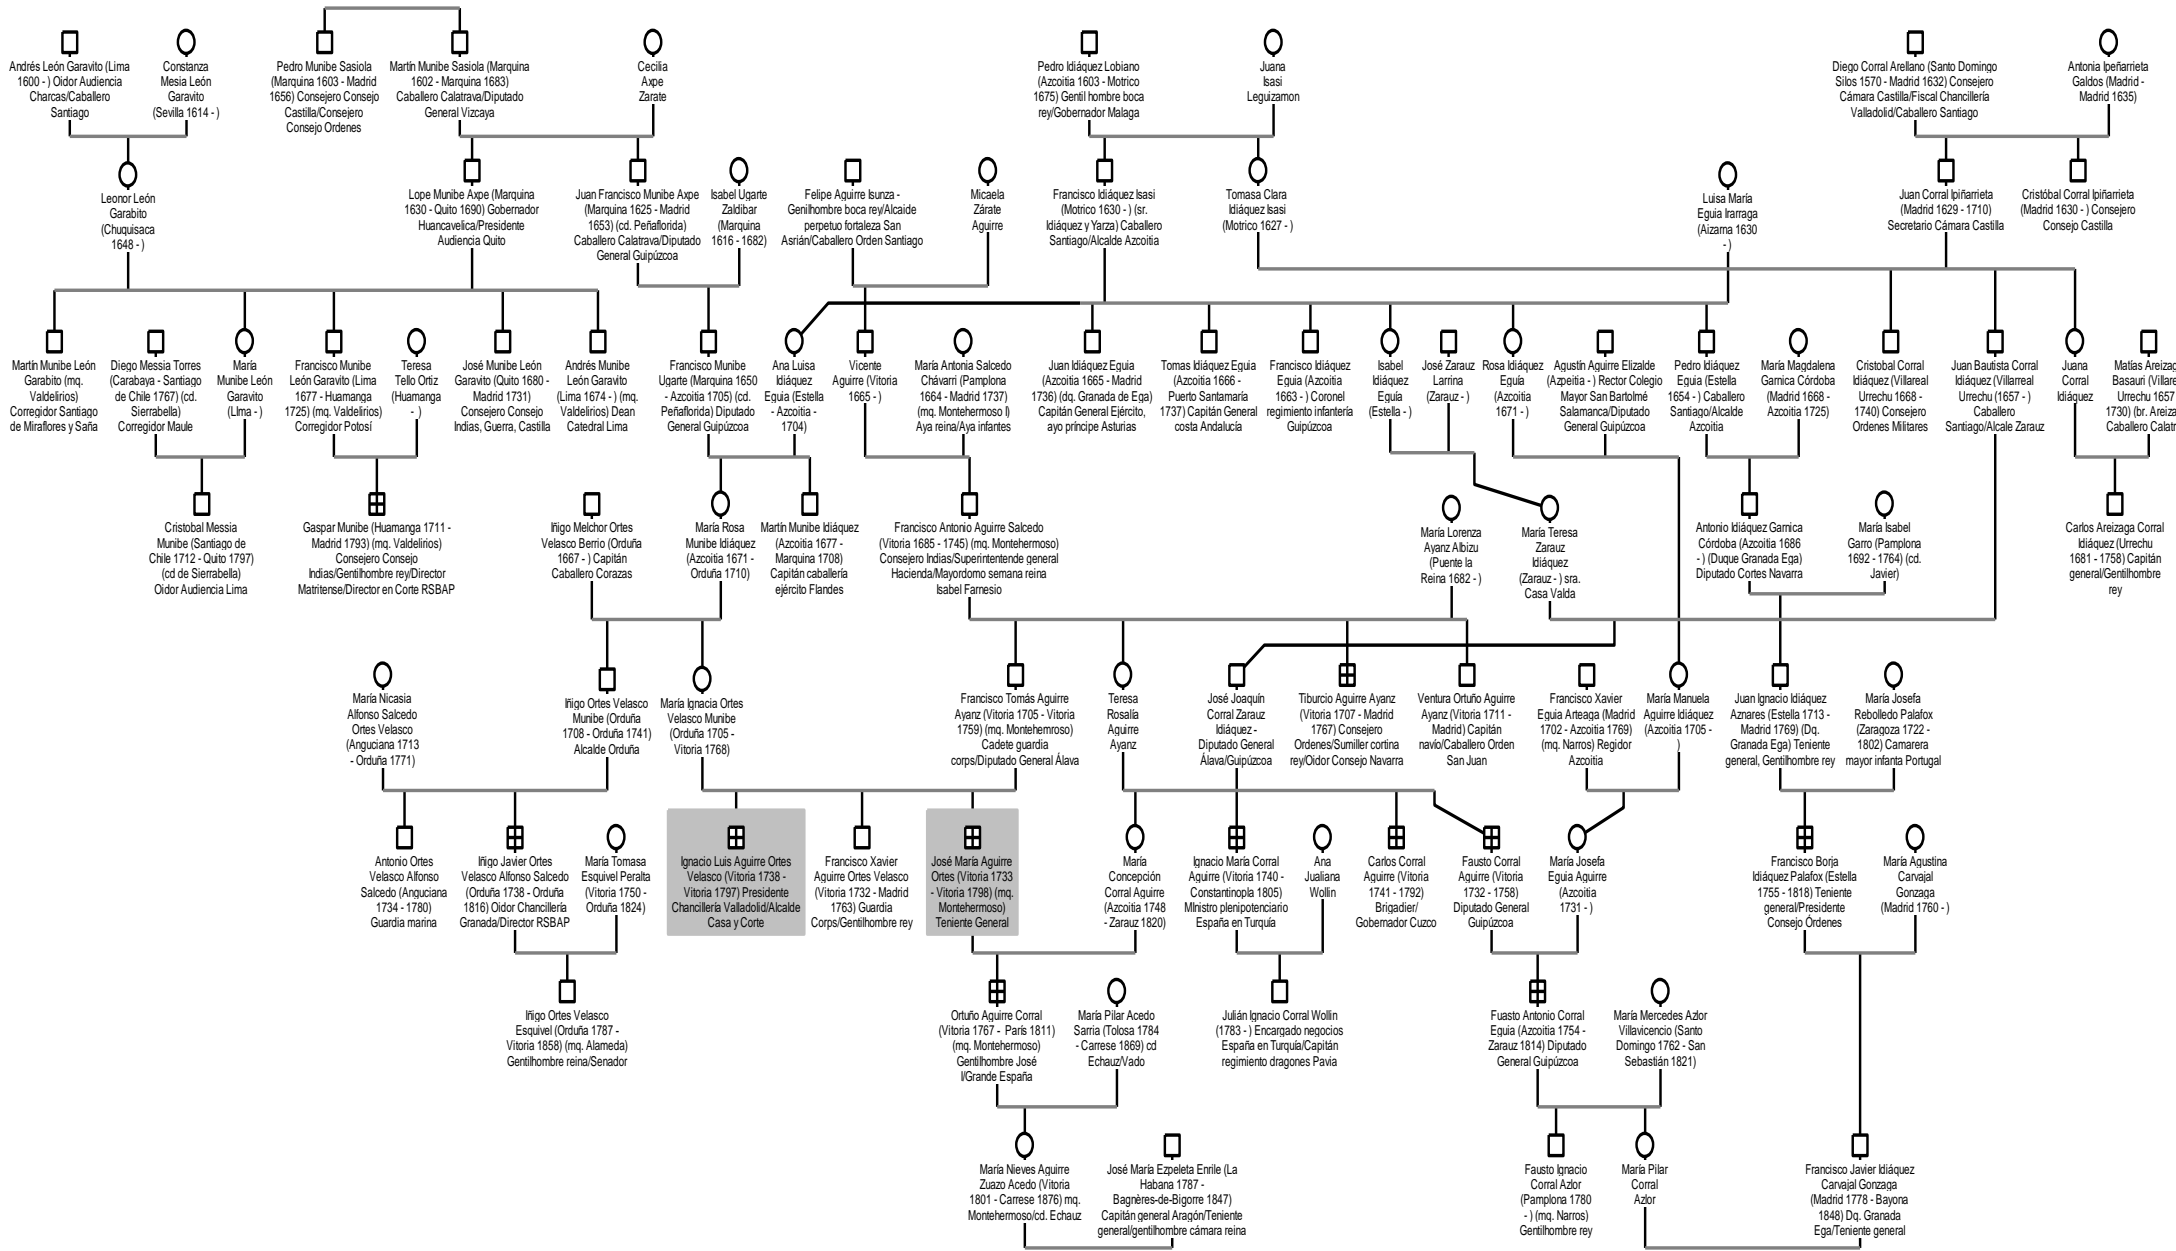 Andrés León Garavito (Lima
1600 - ) Oidor Audiencia
Charcas/Caballero
Santiago
Constanza
Mesia León
Garavito
(Sevilla 1614 - )
Pedro Munibe Sasiola
(Marquina 1603 - Madrid
1656) Consejero Consejo
Castilla/Consejero
Consejo Ordenes
Martín Munibe Sasiola (Marquina
1602 - Marquina 1683)
Caballero Calatrava/Diputado
General Vizcaya
Cecilia
Axpe
Zarate
Pedro Idiáquez Lobiano
(Azcoitia 1603 - Motrico
1675) Gentil hombre boca
rey/Gobernador Malaga
Juana
Isasi
Leguizamon
Diego Corral Arellano (Santo Domingo
Silos 1570 - Madrid 1632) Consejero
Cámara Castilla/Fiscal Chancillería
Valladolid/Caballero Santiago
Antonia Ipeñarrieta
Galdos (Madrid -
Madrid 1635)
Leonor León
Garabito
(Chuquisaca
1648 - )
Lope Munibe Axpe (Marquina
1630 - Quito 1690) Gobernador
Huancavelica/Presidente
Audiencia Quito
Juan Francisco Munibe Axpe
(Marquina 1625 - Madrid
1653) (cd. Peñaflorida)
Caballero Calatrava/Diputado
General Guipúzcoa
Isabel Ugarte
Zaldibar
(Marquina
1616 - 1682)
Felipe Aguirre Isunza -
Genilhombre boca rey/Alcaide
perpetuo fortaleza San
Asrián/Caballero Orden Santiago
Micaela
Zárate
Aguirre
Francisco Idiáquez Isasi
(Motrico 1630 - ) (sr.
Idiáquez y Yarza) Caballero
Santiago/Alcalde Azcoitia
Tomasa Clara
Idiáquez Isasi
(Motrico 1627 - )
Luisa María
Eguia Irarraga
(Aizarna 1630
- )
Juan Corral Ipiñarrieta
(Madrid 1629 - 1710)
Secretario Cámara Castilla
Cristóbal Corral Ipiñarrieta
(Madrid 1630 - ) Consejero
Consejo Castilla
Martín Munibe León
Garabito (mq.
Valdelirios)
Corregidor Santiago
de Miraflores y Saña
Diego Messia Torres
(Carabaya - Santiago
de Chile 1767) (cd.
Sierrabella)
Corregidor Maule
María
Munibe León
Garavito
(LIma - )
Francisco Munibe
León Garavito (Lima
1677 - Huamanga
1725) (mq. Valdelirios)
Corregidor Potosí
Teresa
Tello Ortiz
(Huamanga
- )
José Munibe León
Garavito (Quito 1680 -
Madrid 1731)
Consejero Consejo
Indias, Guerra, Castilla
Andrés Munibe
León Garavito
(Lima 1674 - ) (mq.
Valdelirios) Dean
Catedral Lima
Francisco Munibe
Ugarte (Marquina 1650
- Azcoitia 1705) (cd.
Peñaflorida) Diputado
General Guipúzcoa
Ana Luisa
Idiáquez
Eguia (Estella
- Azcoitia -
1704)
Vicente
Aguirre (Vitoria
1665 - )
María Antonia Salcedo
Chávarri (Pamplona
1664 - Madrid 1737)
(mq. Montehermoso I)
Aya reina/Aya infantes
Juan Idiáquez Eguia
(Azcoitia 1665 - Madrid
1736) (dq. Granada de Ega)
Capitán General Ejército,
ayo príncipe Asturias
Tomas Idiáquez Eguia
(Azcoitia 1666 -
Puerto Santamaría
1737) Capitán General
costa Andalucía
Francisco Idiáquez
Eguia (Azcoitia
1663 - ) Coronel
regimiento infantería
Guipúzcoa
Isabel
Idiáquez
Eguía
(Estella - )
José Zarauz
Larrina
(Zarauz - )
Rosa Idiáquez
Eguía
(Azcoitia
1671 - )
Agustín Aguirre Elizalde
(Azpeitia - ) Rector Colegio
Mayor San Bartolmé
Salamanca/Diputado
General Guipúzcoa
Pedro Idiáquez
Eguia (Estella
1654 - ) Caballero
Santiago/Alcalde
Azcoitia
María Magdalena
Garnica Córdoba
(Madrid 1668 -
Azcoitia 1725)
Cristobal Corral
Idiáquez (Villareal
Urrechu 1668 -
1740) Consejero
Ordenes Militares
Juan Bautista Corral
Idiáquez (Villarreal
Urrechu (1657 - )
Caballero
Santiago/Alcale Zarauz
Juana
Corral
Idiáquez
Matías Areizag
Basauri (Villare
Urrechu 1657
1730) (br. Areiza
Caballero Calatr
Cristobal Messia
Munibe (Santiago de
Chile 1712 - Quito 1797)
(cd de Sierrabella)
Oidor Audiencia Lima
Gaspar Munibe (Huamanga 1711 -
Madrid 1793) (mq. Valdelirios)
Consejero Consejo
Indias/Gentilhombre rey/Director
Matritense/Director en Corte RSBAP
Iñigo Melchor Ortes
Velasco Berrio (Orduña
1667 - ) Capitán
Caballero Corazas
María Rosa
Munibe Idiáquez
(Azcoitia 1671 -
Orduña 1710)
Martín Munibe Idiáquez
(Azcoitia 1677 -
Marquina 1708)
Capitán caballería
ejército Flandes
Francisco Antonio Aguirre Salcedo
(Vitoria 1685 - 1745) (mq. Montehermoso)
Consejero Indias/Superintendente general
Hacienda/Mayordomo semana reina
Isabel Farnesio
María Lorenza
Ayanz Albizu
(Puente la
Reina 1682 - )
María Teresa
Zarauz
Idiáquez
(Zarauz - ) sra.
Casa Valda
Antonio Idiáquez Garnica
Córdoba (Azcoitia 1686
- ) (Duque Granada Ega)
Diputado Cortes Navarra
María Isabel
Garro (Pamplona
1692 - 1764) (cd.
Javier)
Carlos Areizaga Corral
Idiáquez (Urrechu
1681 - 1758) Capitán
general/Gentilhombre
rey
María Nicasia
Alfonso Salcedo
Ortes Velasco
(Anguciana 1713
- Orduña 1771)
Iñigo Ortes Velasco
Munibe (Orduña
1708 - Orduña 1741)
Alcalde Orduña
María Ignacia Ortes
Velasco Munibe
(Orduña 1705 -
Vitoria 1768)
Francisco Tomás Aguirre
Ayanz (Vitoria 1705 - Vitoria
1759) (mq. Montehemroso)
Cadete guardia
corps/Diputado General Álava
Teresa
Rosalía
Aguirre
Ayanz
José Joaquín
Corral Zarauz
Idiáquez -
Diputado General
Álava/Guipúzcoa
Tiburcio Aguirre Ayanz
(Vitoria 1707 - Madrid
1767) Consejero
Ordenes/Sumiller cortina
rey/Oidor Consejo Navarra
Ventura Ortuño Aguirre
Ayanz (Vitoria 1711 -
Madrid) Capitán
navío/Caballero Orden
San Juan
Francisco Xavier
Eguia Arteaga (Madrid
1702 - Azcoitia 1769)
(mq. Narros) Regidor
Azcoitia
María Manuela
Aguirre Idiáquez
(Azcoitia 1705 -
)
Juan Ignacio Idiáquez
Aznares (Estella 1713 -
Madrid 1769) (Dq.
Granada Ega) Teniente
general, Gentilhombre rey
María Josefa
Rebolledo Palafox
(Zaragoza 1722 -
1802) Camarera
mayor infanta Portugal
Antonio Ortes
Velasco Alfonso
Salcedo (Anguciana
1734 - 1780)
Guardia marina
Iñigo Javier Ortes
Velasco Alfonso Salcedo
(Orduña 1738 - Orduña
1816) Oidor Chancillería
Granada/Director RSBAP
María Tomasa
Esquivel Peralta
(Vitoria 1750 -
Orduña 1824)
Ignacio Luis Aguirre Ortes
Velasco (Vitoria 1738 -
Vitoria 1797) Presidente
Chancillería Valladolid/Alcalde
Casa y Corte
Francisco Xavier
Aguirre Ortes Velasco
(Vitoria 1732 - Madrid
1763) Guardia
Corps/Gentilhombre rey
José María Aguirre
Ortes (Vitoria 1733
- Vitoria 1798) (mq.
Montehermoso)
Teniente General
María
Concepción
Corral Aguirre
(Azcoitia 1748
- Zarauz 1820)
Ignacio María Corral
Aguirre (Vitoria 1740 -
Constantinopla 1805)
MInistro plenipotenciario
España en Turquía
Ana
Jualiana
Wollin
Carlos Corral
Aguirre (Vitoria
1741 - 1792)
Brigadier/
Gobernador Cuzco
Fausto Corral
Aguirre (Vitoria
1732 - 1758)
Diputado General
Guipúzcoa
María Josefa
Eguia Aguirre
(Azcoitia
1731 - )
Francisco Borja
Idiáquez Palafox (Estella
1755 - 1818) Teniente
general/Presidente
Consejo Órdenes
María Agustina
Carvajal
Gonzaga
(Madrid 1760 - )
Iñigo Ortes Velasco
Esquivel (Orduña 1787 -
Vitoria 1858) (mq. Alameda)
Gentilhombre reina/Senador
Ortuño Aguirre Corral
(Vitoria 1767 - París 1811)
(mq. Montehermoso)
Gentilhombre José
I/Grande España
María Pilar Acedo
Sarria (Tolosa 1784
- Carrese 1869) cd
Echauz/Vado
Julián Ignacio Corral Wollin
(1783 - ) Encargado negocios
España en Turquía/Capitán
regimiento dragones Pavia
Fuasto Antonio Corral
Eguia (Azcoitia 1754 -
Zarauz 1814) Diputado
General Guipúzcoa
María Mercedes Azlor
Villavicencio (Santo
Domingo 1762 - San
Sebastián 1821)
María Nieves Aguirre
Zuazo Acedo (Vitoria
1801 - Carrese 1876) mq.
Montehermoso/cd. Echauz
José María Ezpeleta Enrile (La
Habana 1787 -
Bagnères-de-Bigorre 1847)
Capitán general Aragón/Teniente
general/gentilhombre cámara reina
Fausto Ignacio
Corral Azlor
(Pamplona 1780
- ) (mq. Narros)
Gentilhombre rey
María Pilar
Corral
Azlor
Francisco Javier Idiáquez
Carvajal Gonzaga
(Madrid 1778 - Bayona
1848) Dq. Granada
Ega/Teniente general